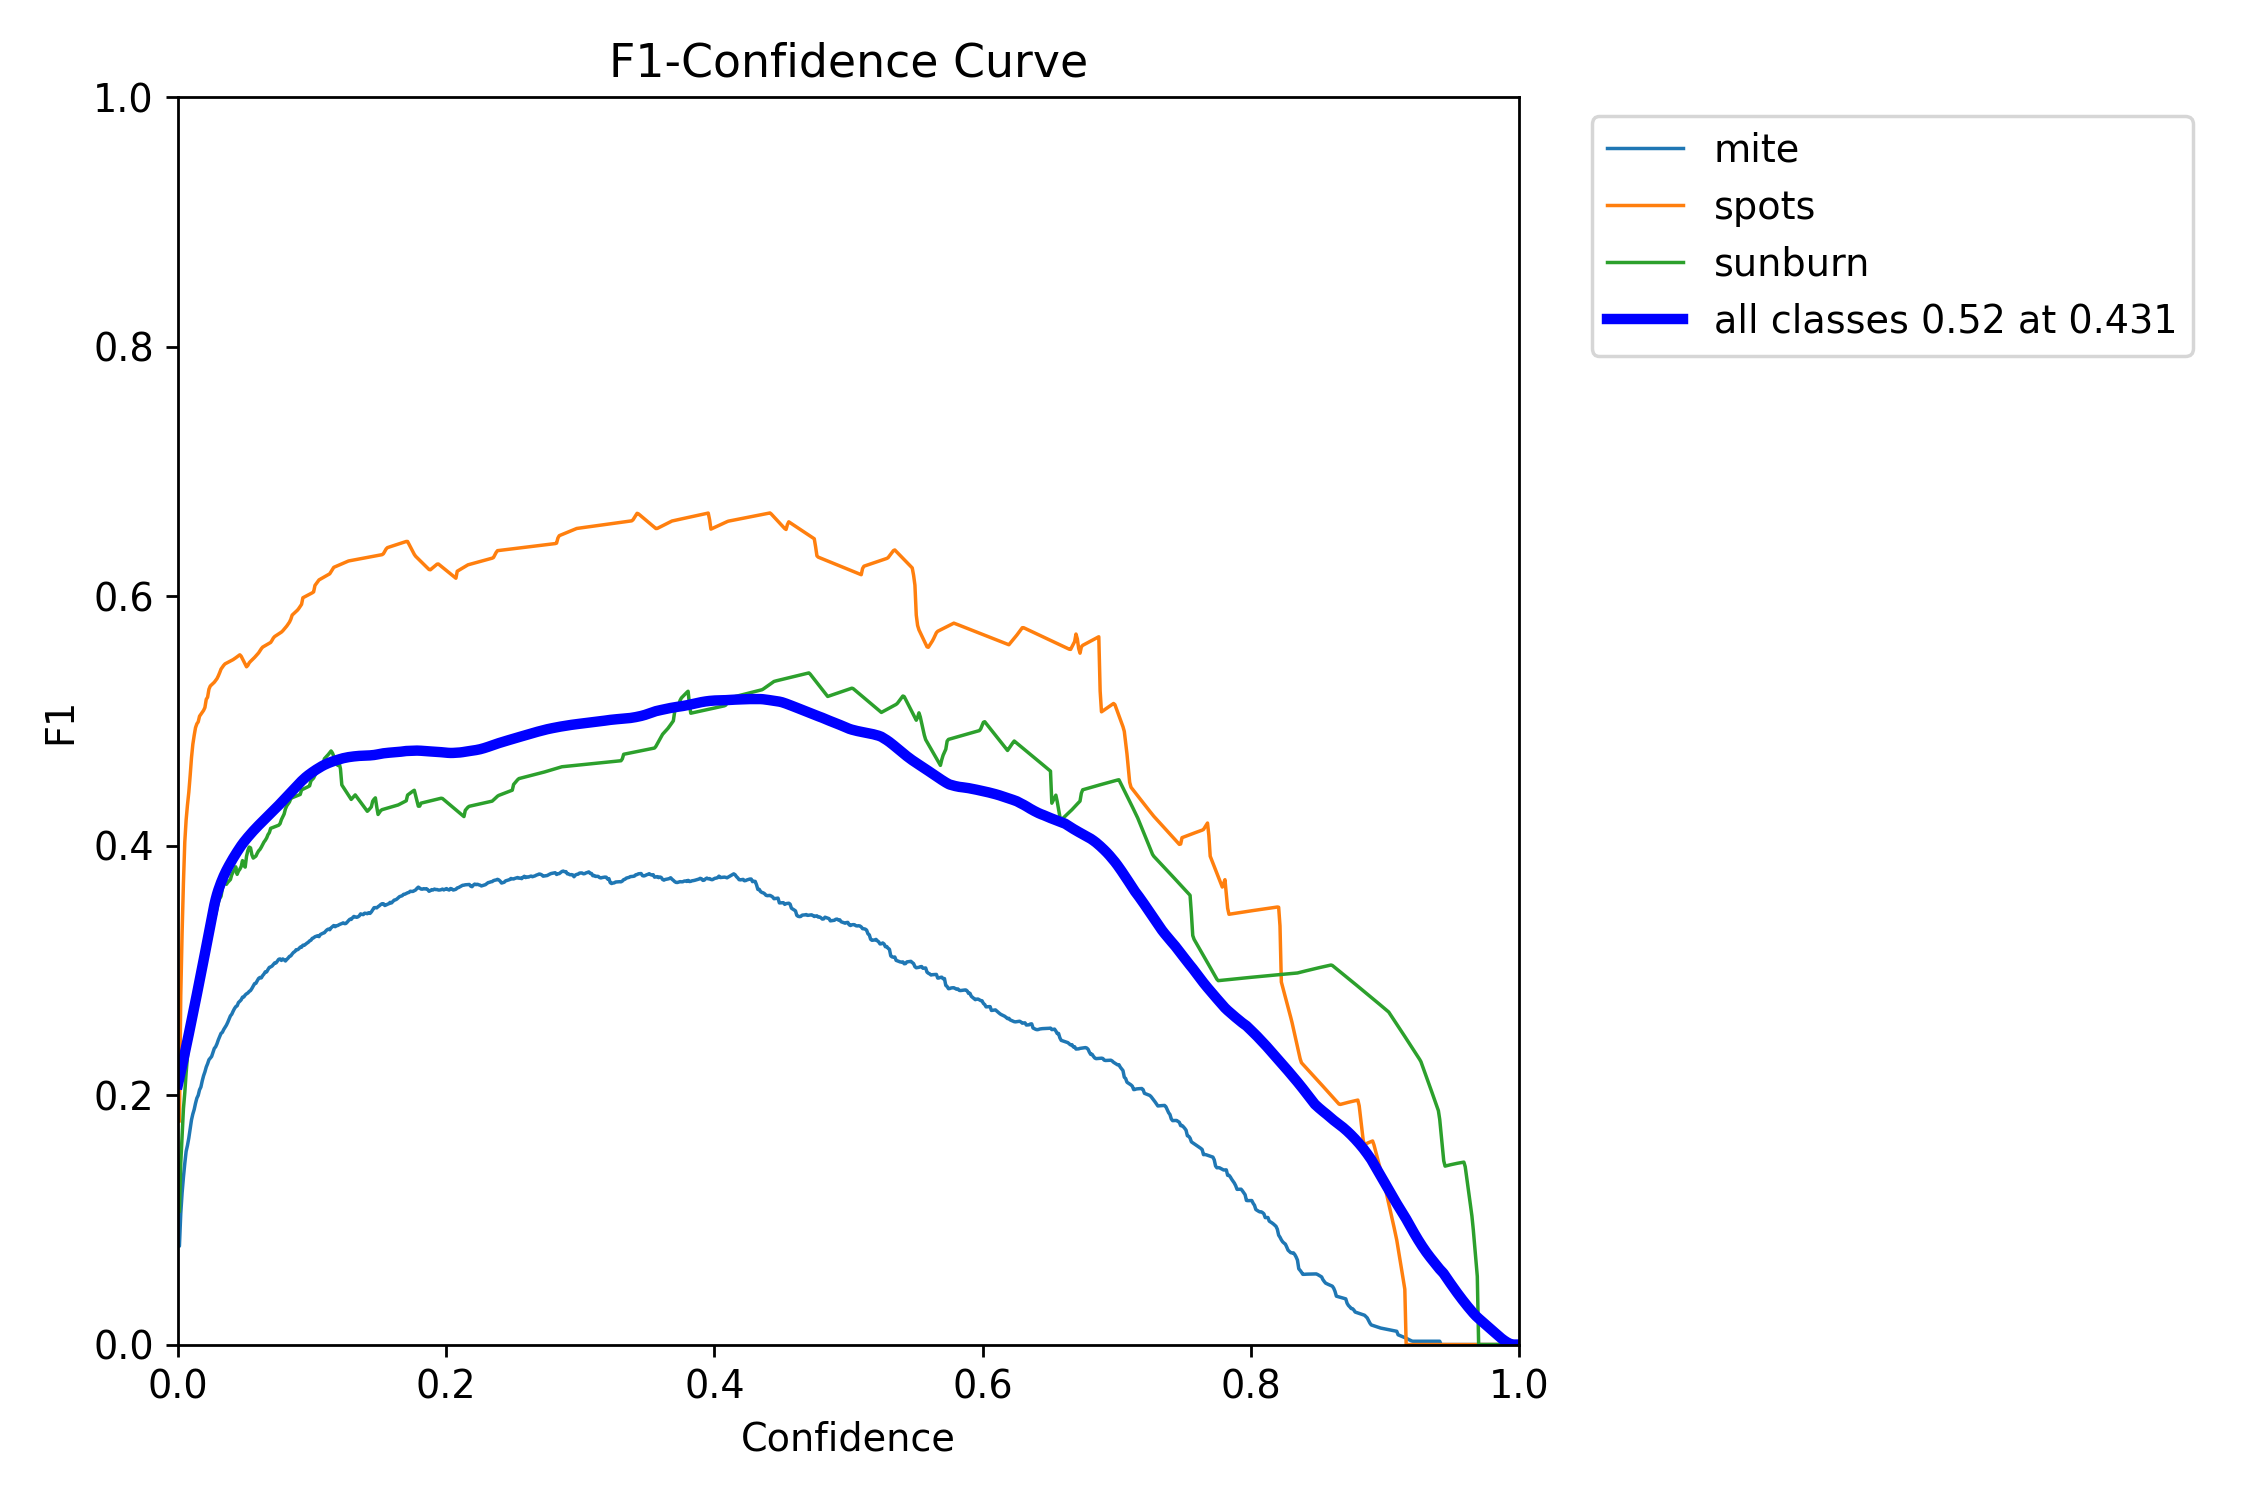 F1-Confidence Curve
1.0
0.8
0.6
0.4
0.2
0.0
F1
0.0 0.2 0.4 0.6 0.8 1.0
Confidence
mite
spots
sunburn
all classes 0.52 at 0.431